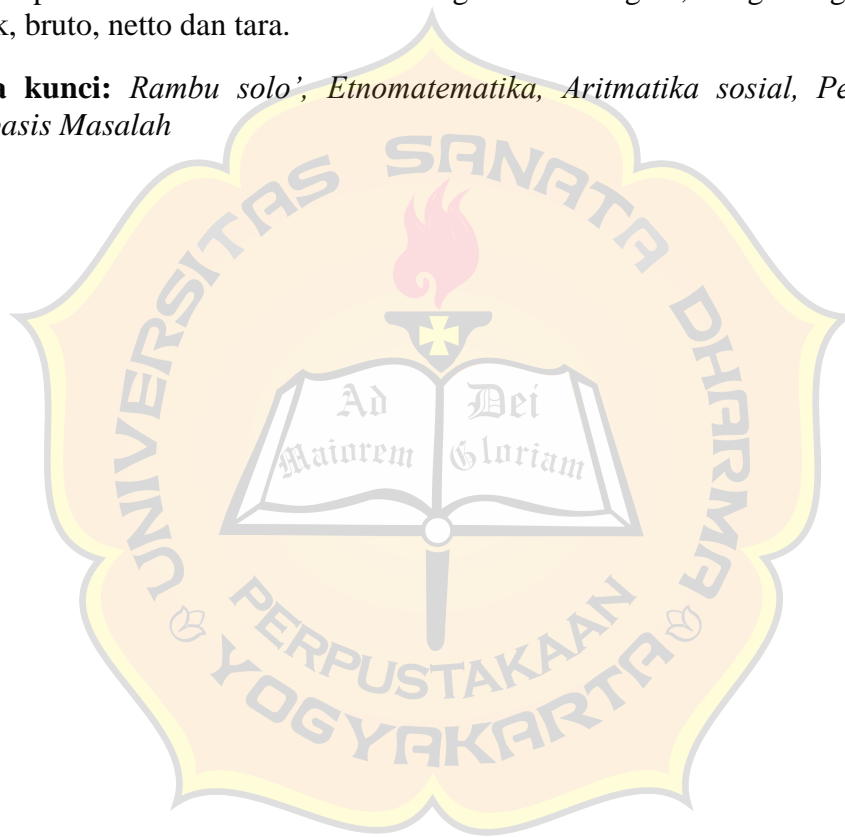 k, bruto, netto dan tara.
a kunci: Rambu solo’, Etnomatematika, Aritmatika sosial, Pe
basis Masalah
UNIVERSITAS SANATA DHARMA
Ad Dei
Maiorem Gloriam
PERPUSTAKAAN
YOGYAKARTA